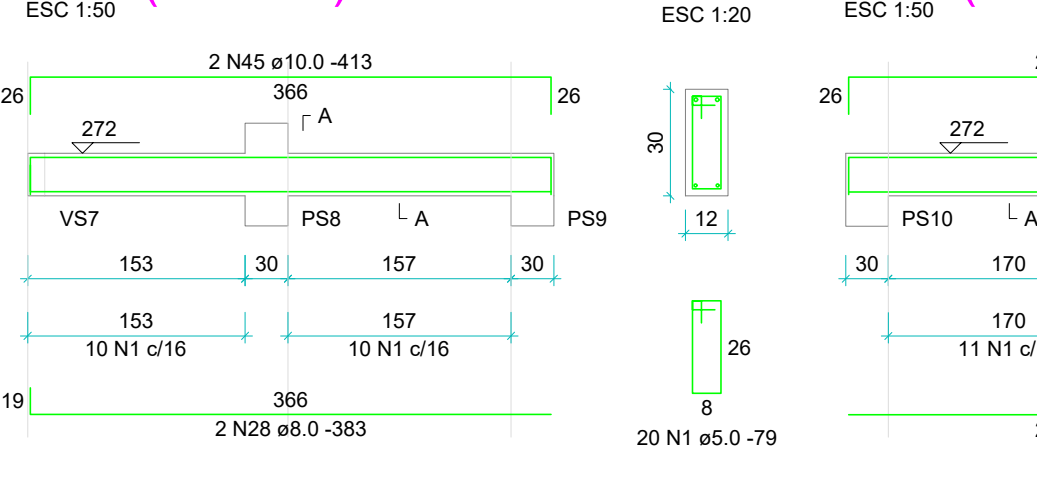 ESC 1:50
2 N45 ø10.0 -413
26
366
26
A
272
VS7
PS8
A
PS9
153
30
157
30
153
157
10 N1 c/16
10 N1 c/16
19
366
2 N28 ø8.0 -383
ESC 1:20
30
12
26
8
20 N1 ø5.0 -79
ESC 1:50
26
272
PS10
A
30
170
170
11 N1 c/